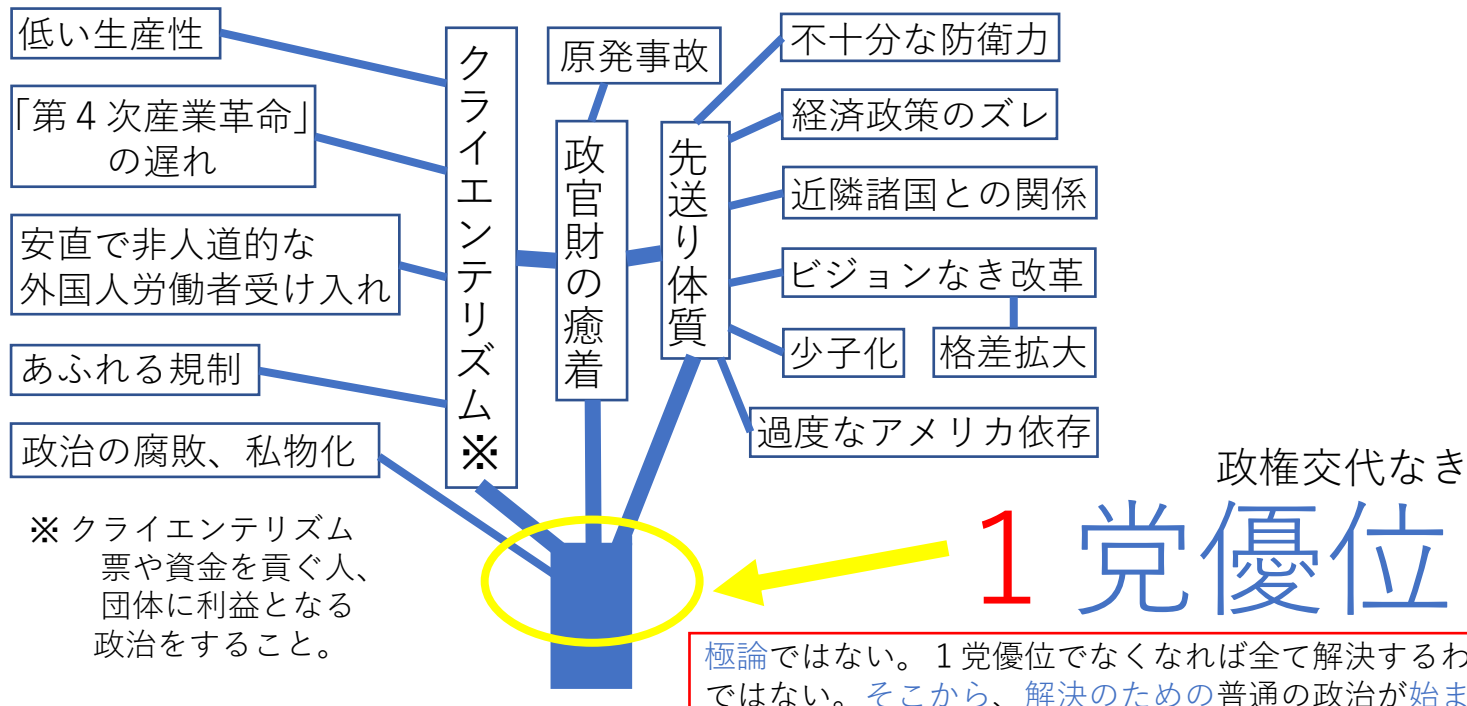 低い生産性
「第４次産業革命」
の遅れ
安直で非人道的な
外国人労働者受け入れ
あふれる規制
政治の腐敗、私物化
クライエンテリズム※
原発事故
政官財の癒着
先送り体質
不十分な防衛力
経済政策のズレ
近隣諸国との関係
ビジョンなき改革
少子化
格差拡大
過度なアメリカ依存
※ クライエンテリズム
票や資金を貢ぐ人、
団体に利益となる
政治をすること。
政権交代なき
１党優位
極論ではない。１党優位でなくなれば全て解決するわ
ではない。そこから、解決のための普通の政治が始ま